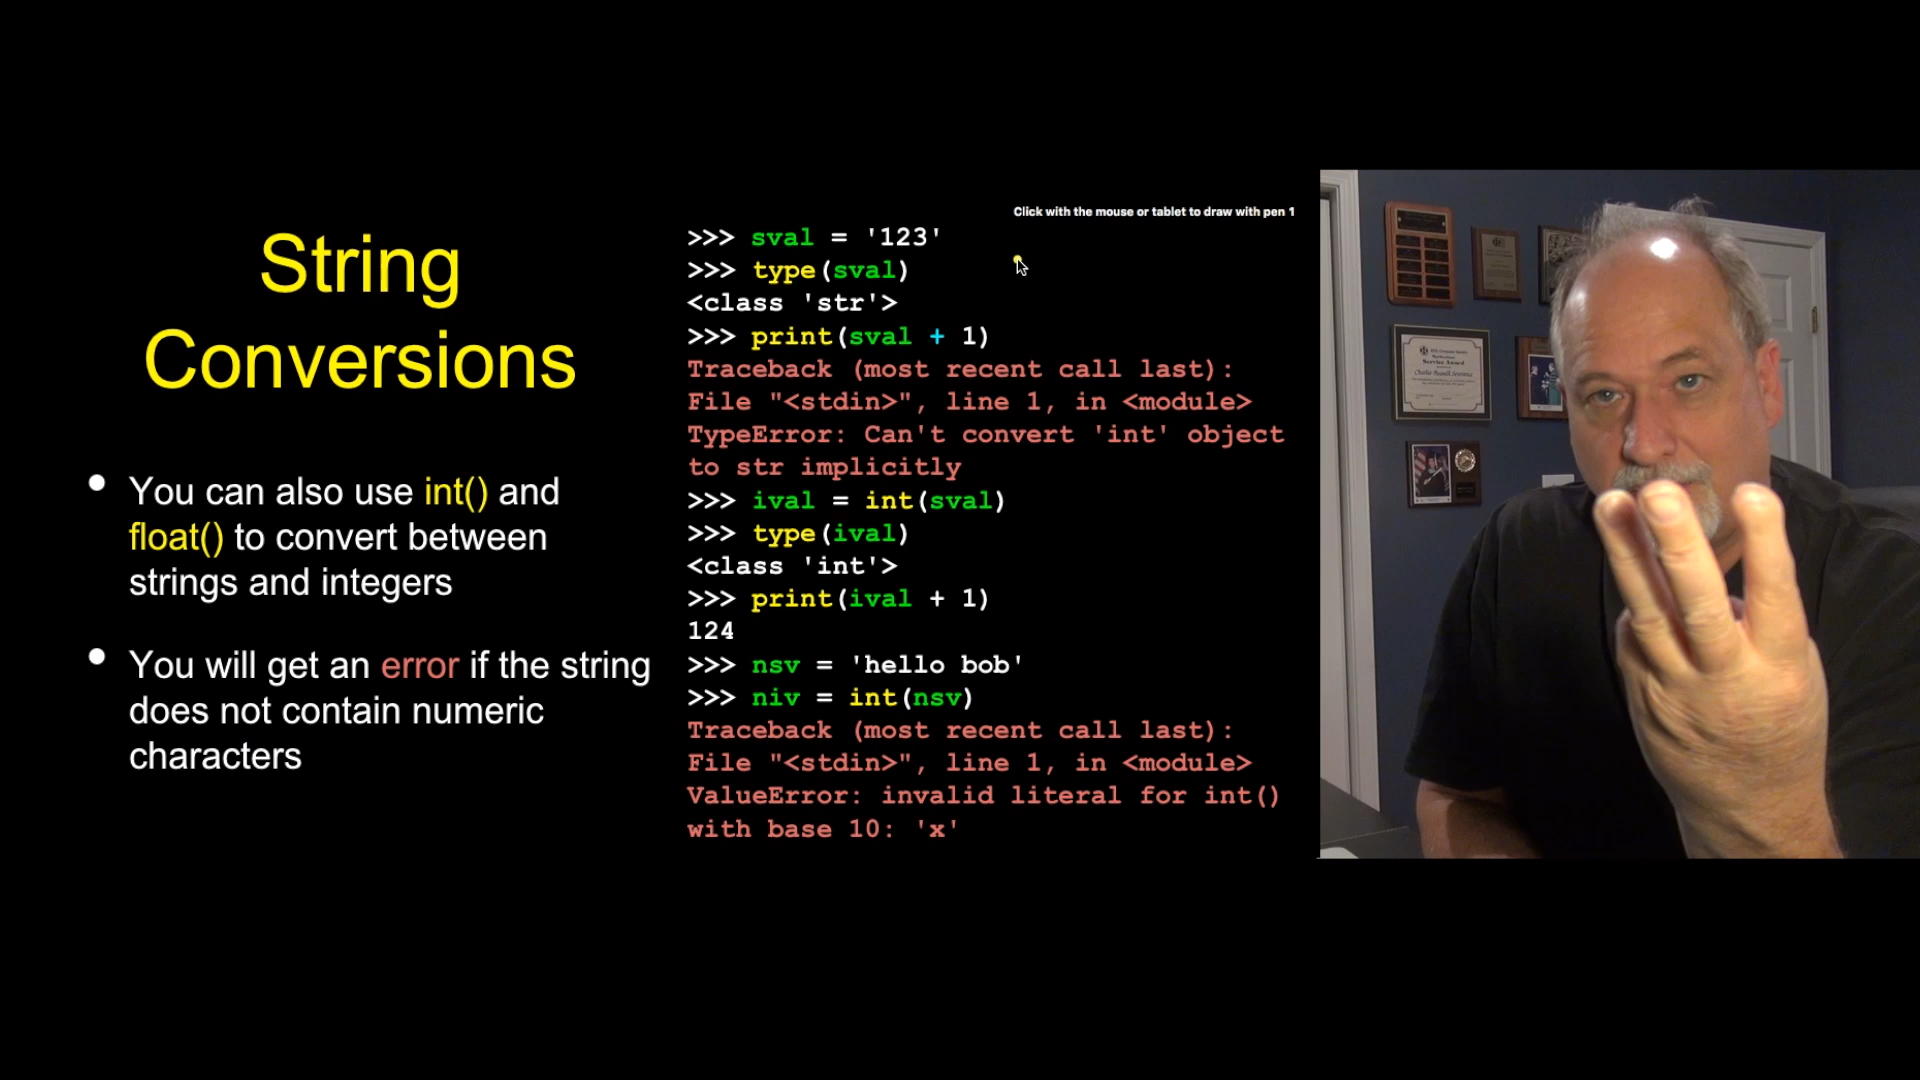 String
Conversions
You can also use int() and
float() to convert between
strings and integers
You will get an error if the string
does not contain numeric
characters
Click with the mouse or tablet to draw with pen 1
>>> sval = '123'
>>> type(sval)
<class 'str'>
>>> print(sval + 1)
Traceback (most recent call last):
File "<stdin>", line 1, in <module>
TypeError: Can't convert 'int' object
to str implicitly
>>> ival = int(sval)
>>> type(ival)
<class 'int'>
>>> print(ival + 1)
124
>>> nsv = 'hello bob'
>>> niv = int(nsv)
Traceback (most recent call last):
File "<stdin>", line 1, in <module>
ValueError: invalid literal for int()
with base 10: 'x'
Service Award
Charles Russell Severance